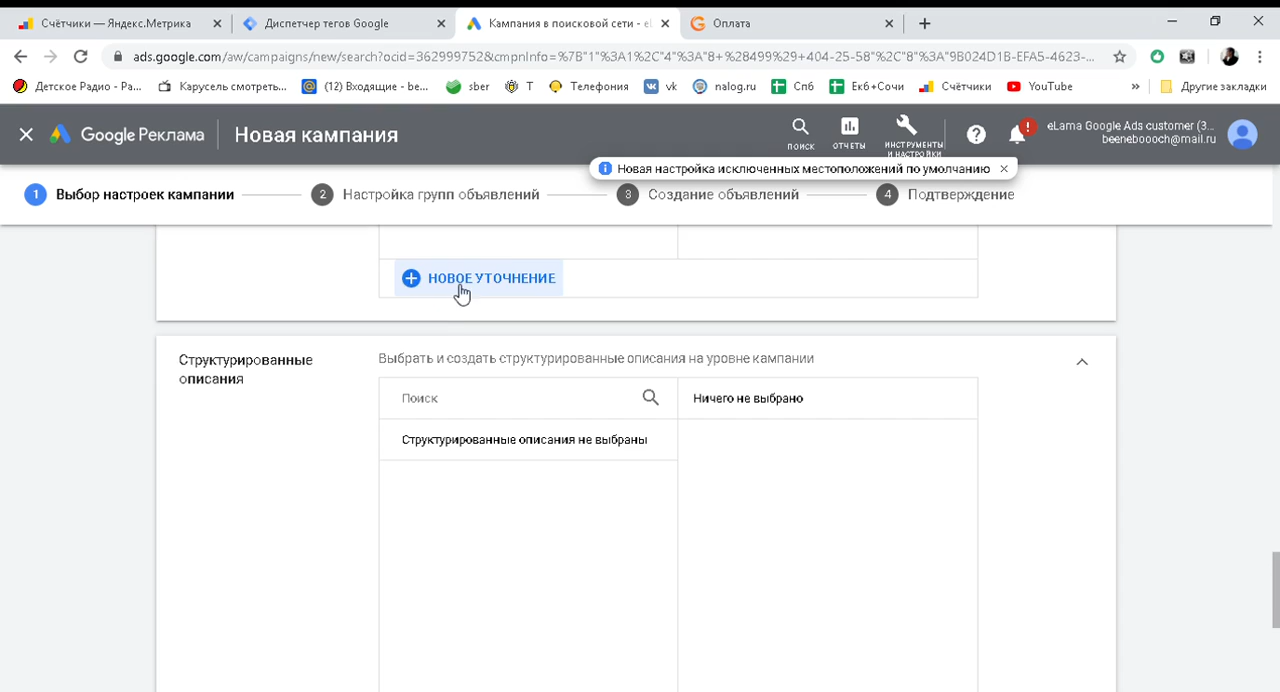 Счётчики — Яндекс.Метрика
Диспетчер тегов Google
Кампания в поисковой сети - eL
Оплата
ads.google.com/aw/campaigns/new/search?ocid=362999752&cmpnInfo=%7B"1"%3A1%2C"4"%3A"8+%28499%29+404-25-58"%2C"8"%3A"9B024D1B-EFA5-4623-...
Детское Радио - Ра...
Карусель смотреть...
(12) Входящие - be...
sber
T
Телефония
vk
nalog.ru
Спб
Екб+Сочи
Счётчики
YouTube
»
Другие закладки
Google Реклама
Новая кампания
ПОИСК
ОТЧЕТЫ
ИНСТРУМЕНТЫ
И НАСТРОЙКИ
?
!
eLama Google Ads customer (3...
beeneboooch@mail.ru
Новая настройка исключенных местоположений по умолчанию
1 Выбор настроек кампании
2 Настройка групп объявлений
3 Создание объявлений
4 Подтверждение
НОВОЕ УТОЧНЕНИЕ
Структурированные
описания
Выбрать и создать структурированные описания на уровне кампании
Поиск
Ничего не выбрано
Структурированные описания не выбраны